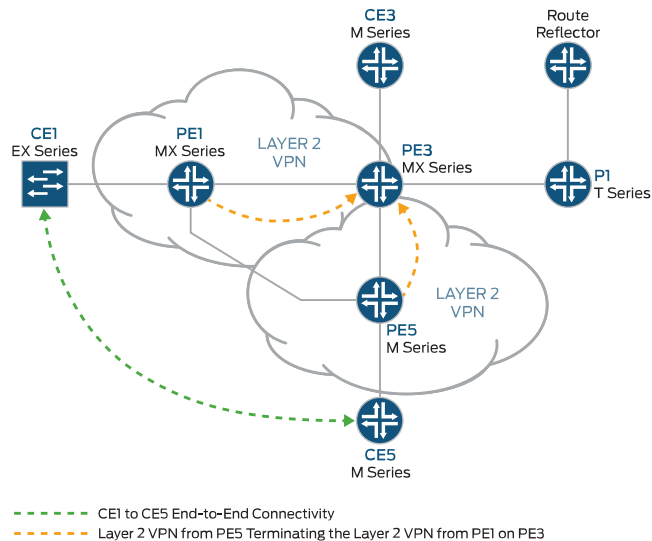 CE3
M Series
Route
Reflector
CE1
EX Series
PE1
MX Series
LAYER 2
VPN
PE3
MX Series
P1
T Series
LAYER 2
VPN
PE5
M Series
CE5
M Series
CE1 to CE5 End-to-End Connectivity
Layer 2 VPN from PE5 Terminating the Layer 2 VPN from PE1 on PE3